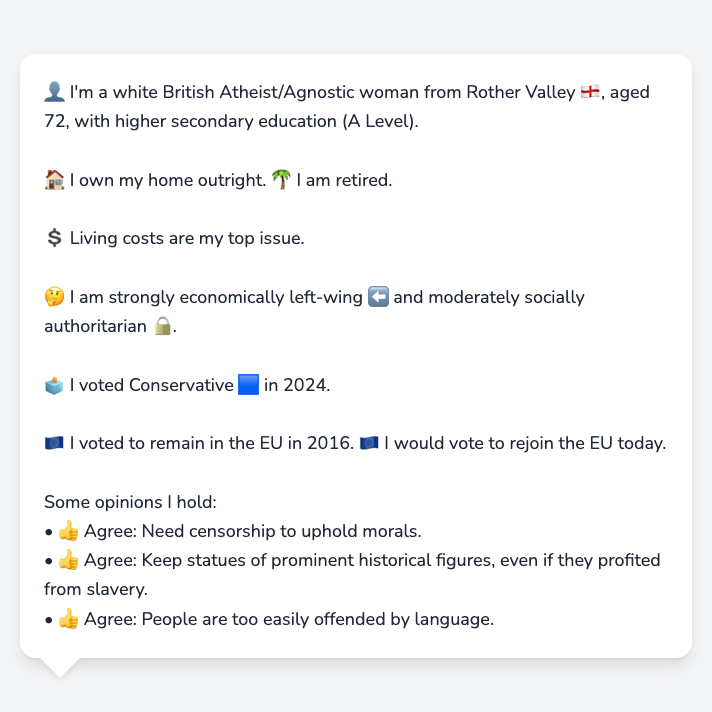 👤 I'm a white British Atheist/Agnostic woman from Rother Valley 🏴󠁧󠁢󠁥󠁮󠁧󠁿, aged
72, with higher secondary education (A Level).
🏠 I own my home outright. 🌴 I am retired.
💲 Living costs are my top issue.
🤔 I am strongly economically left-wing ⬅️ and moderately socially
authoritarian 🔒.
🗳️ I voted Conservative 🟦 in 2024.
🇪🇺 I voted to remain in the EU in 2016. 🇪🇺 I would vote to rejoin the EU today.
Some opinions I hold:
• 👍 Agree: Need censorship to uphold morals.
• 👍 Agree: Keep statues of prominent historical figures, even if they profited
from slavery.
• 👍 Agree: People are too easily offended by language.